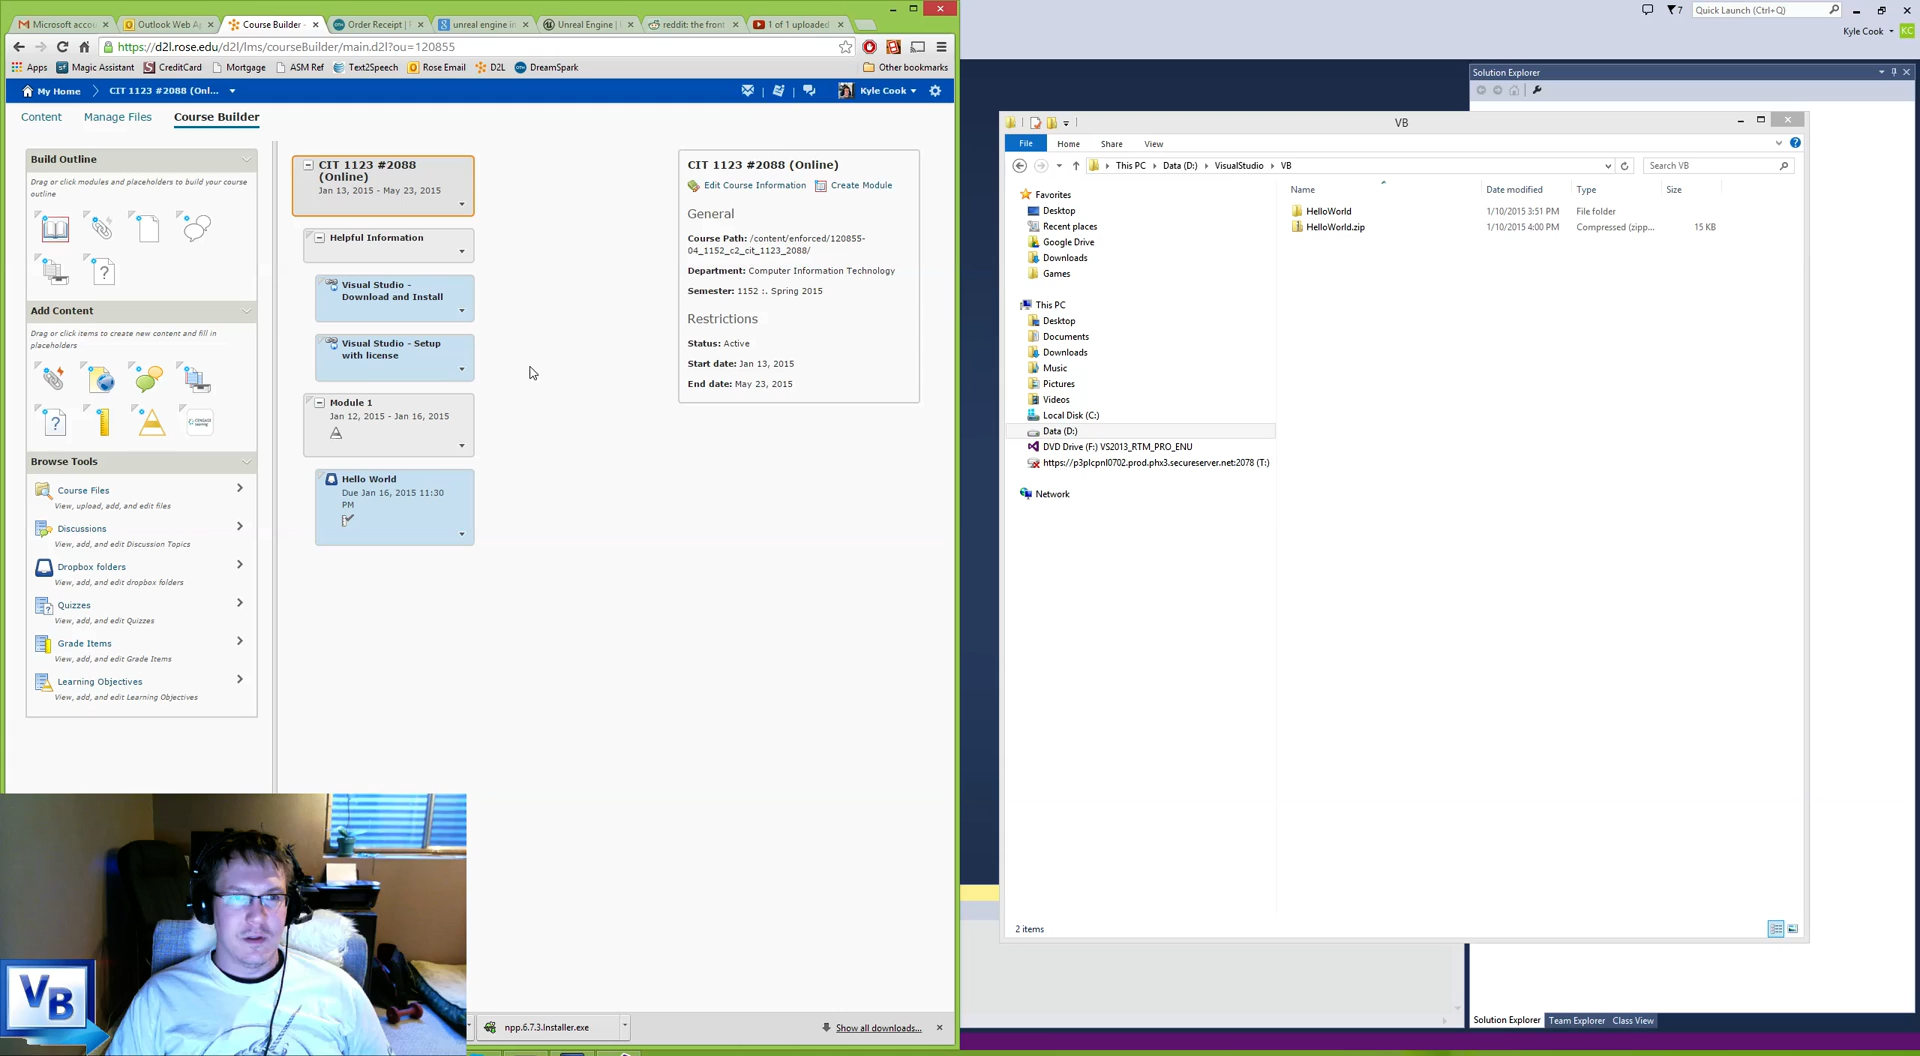 Microsoft accou
Outlook Web Ap
Course Builder -
Order Receipt |
unreal engine in
Unreal Engine |
reddit: the front
1 of 1 uploaded
https://d2l.rose.edu/d2l/lms/courseBuilder/main.d2l?ou=120855
Apps
Magic Assistant
CreditCard
Mortgage
ASM Ref
Text2Speech
Rose Email
D2L
DreamSpark
Other bookmarks
My Home
CIT 1123 #2088 (Onl...
Kyle Cook
Content
Manage Files
Course Builder
Build Outline
Drag or click modules and placeholders to build your course
outline
Add Content
Drag or click items to create new content and fill in
placeholders
Browse Tools
Course Files
View, upload, add, and edit files
Discussions
View, add, and edit Discussion Topics
Dropbox folders
View, add, and edit dropbox folders
Quizzes
View, add, and edit Quizzes
Grade Items
View, add, and edit Grade Items
Learning Objectives
View, add, and edit Learning Objectives
CIT 1123 #2088
(Online)
Jan 13, 2015 - May 23, 2015
Helpful Information
Visual Studio -
Download and Install
Visual Studio - Setup
with license
Module 1
Jan 12, 2015 - Jan 16, 2015
Hello World
Due Jan 16, 2015 11:30
PM
CIT 1123 #2088 (Online)
Edit Course Information
Create Module
General
Course Path: /content/enforced/120855-
04_1152_c2_cit_1123_2088/
Department: Computer Information Technology
Semester: 1152 :. Spring 2015
Restrictions
Status: Active
Start date: Jan 13, 2015
End date: May 23, 2015
VB
npp.6.7.3.Installer.exe
Show all downloads...
7
Quick Launch (Ctrl+Q)
Kyle Cook
KC
Solution Explorer
VB
File
Home
Share
View
This PC
Data (D:)
VisualStudio
VB
Search VB
Name
Date modified
Type
Size
HelloWorld
1/10/2015 3:51 PM
File folder
HelloWorld.zip
1/10/2015 4:00 PM
Compressed (zipp...
15 KB
Favorites
Desktop
Recent places
Google Drive
Downloads
Games
This PC
Desktop
Documents
Downloads
Music
Pictures
Videos
Local Disk (C:)
Data (D:)
DVD Drive (F:) VS2013_RTM_PRO_ENU
https://p3plcpnl0702.prod.phx3.secureserver.net:2078 (T:)
Network
2 items
Solution Explorer
Team Explorer
Class View